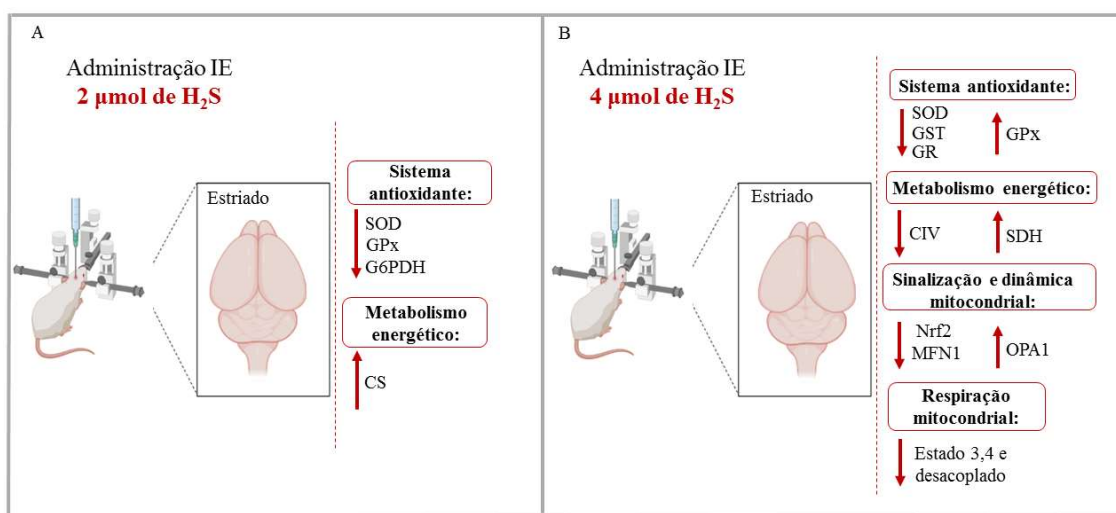 A
Administração IE
2 µmol de H₂S
Estriado
Sistema
antioxidante:
SOD
GPx
G6PDH
Metabolismo
energético:
CS
B
Administração IE
4 µmol de H₂S
Estriado
Sistema antioxidante:
SOD
GST
GR
GPx
Metabolismo energético:
CIV
SDH
Sinalização e dinâmica
mitocondrial:
Nrf2
MFN1
OPA1
Respiração
mitocondrial:
Estado 3,4 e
desacoplado